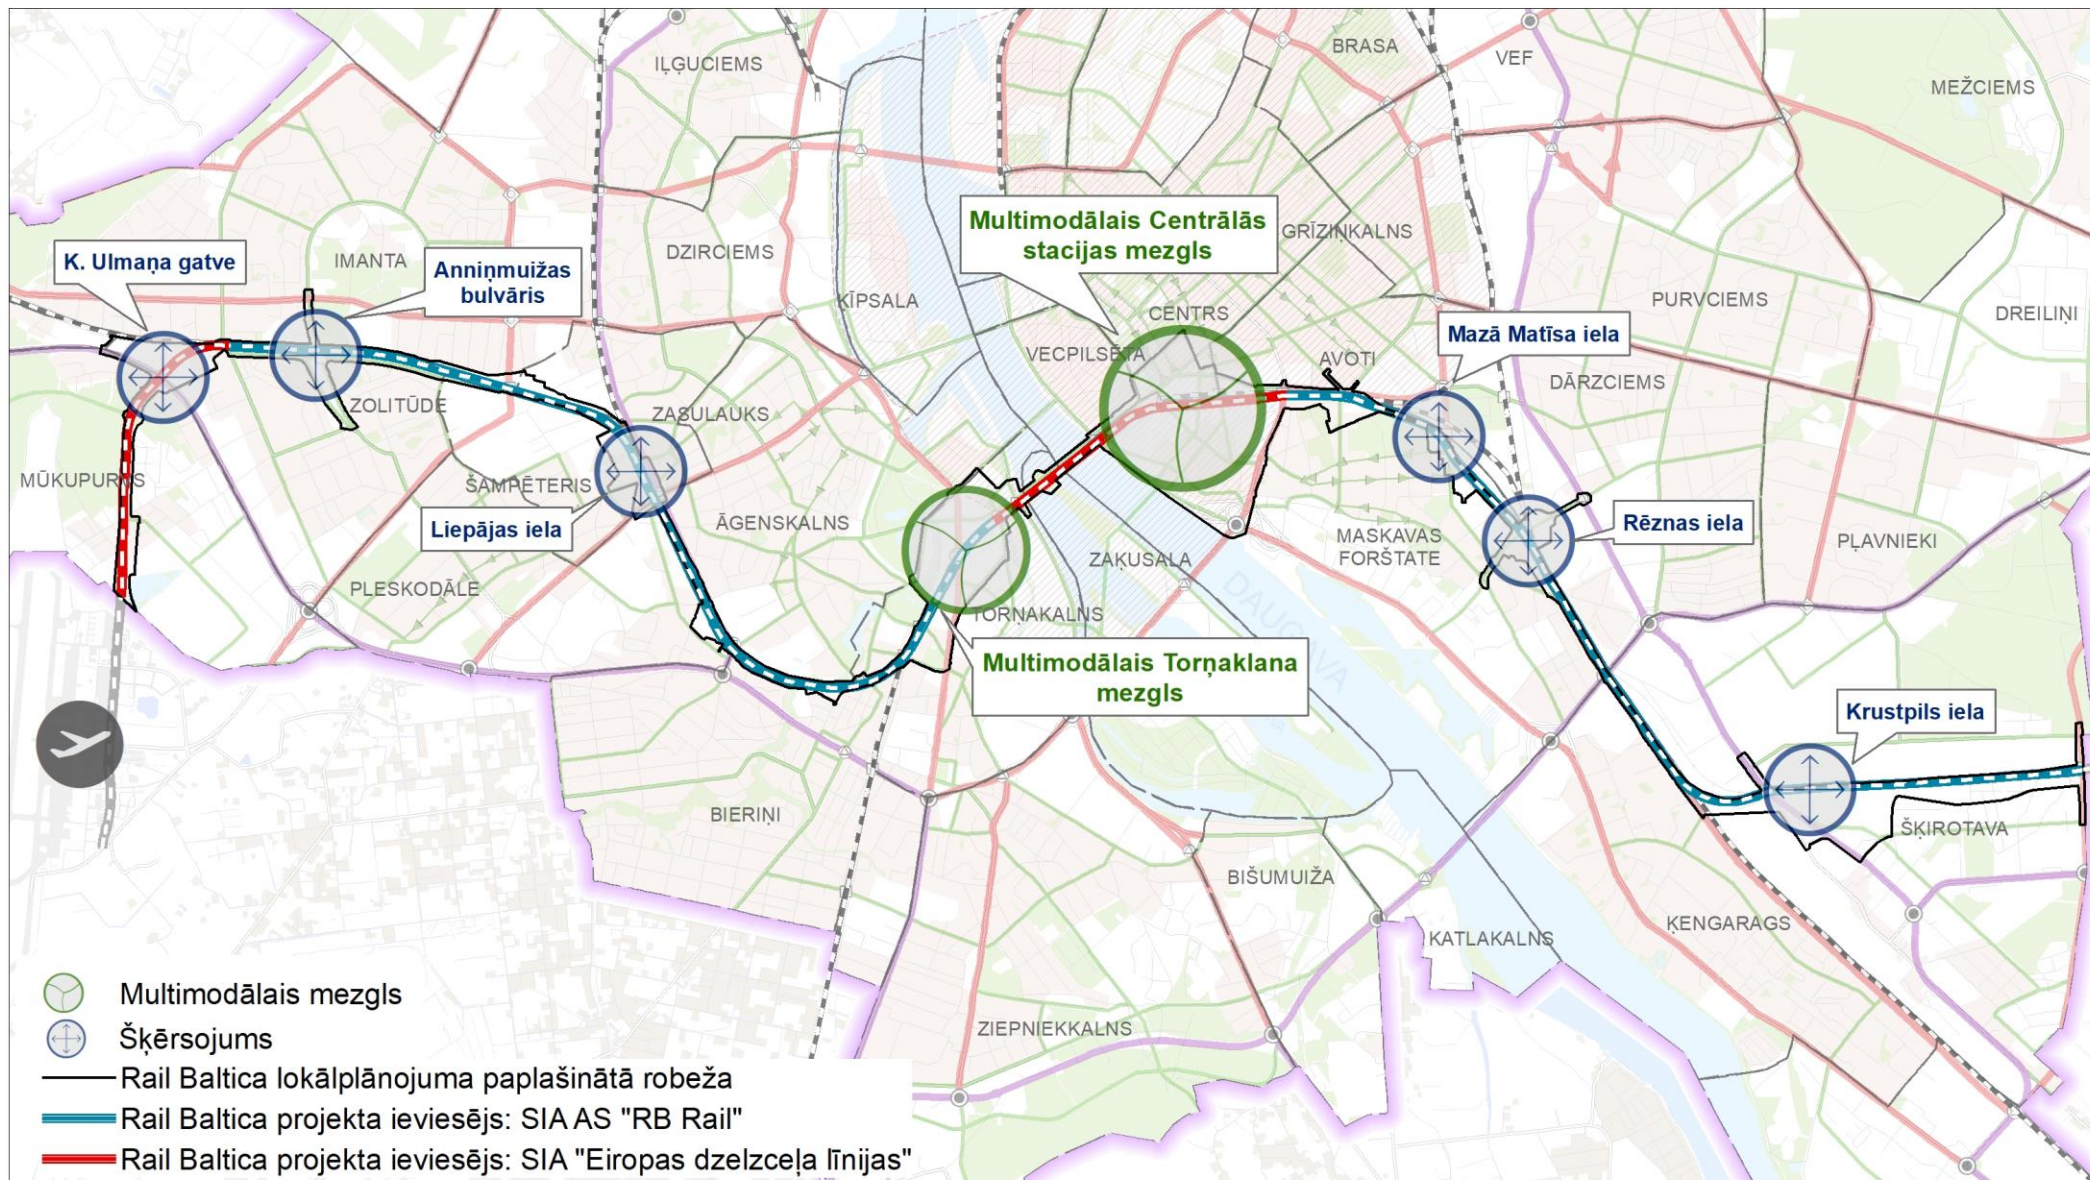 BRASA
VEF
IĻĢUCIEMS
MEŽCIEMS
Multimodālais Centrālās
stacijas mezgls
GRĪZIŅKALNS
K. Ulmaņa gatve
IMANTA
Anniņmuižas
bulvāris
DZIRCIEMS
ĶĪPSALA
CENTRS
PURVCIEMS
DREILIŅI
Mazā Matīsa iela
VECPILSĒTA
AVOTI
DĀRZCIEMS
ZOLITŪDE
ZASULAUKS
MŪKUPURVS
ŠAMPĒTERIS
Liepājas iela
ĀGENSKALNS
Rēznas iela
MASKAVAS
FORŠTATE
PĻAVNIEKI
ZAĶUSALA
PLESKODĀLE
TORŅAKALNS
DAUGAVA
Multimodālais Torņaklana
mezgls
Krustpils iela
BIERIŅI
ŠĶIROTAVA
BIŠUMUIŽA
ĶENGARAGS
KATLAKALNS
ZIEPNIEKKALNS
Multimodālais mezgls
Šķērsojums
Rail Baltica lokālplānojuma paplašinātā robeža
Rail Baltica projekta ieviesējs: SIA AS "RB Rail"
Rail Baltica projekta ieviesējs: SIA "Eiropas dzelzceļa līnijas"